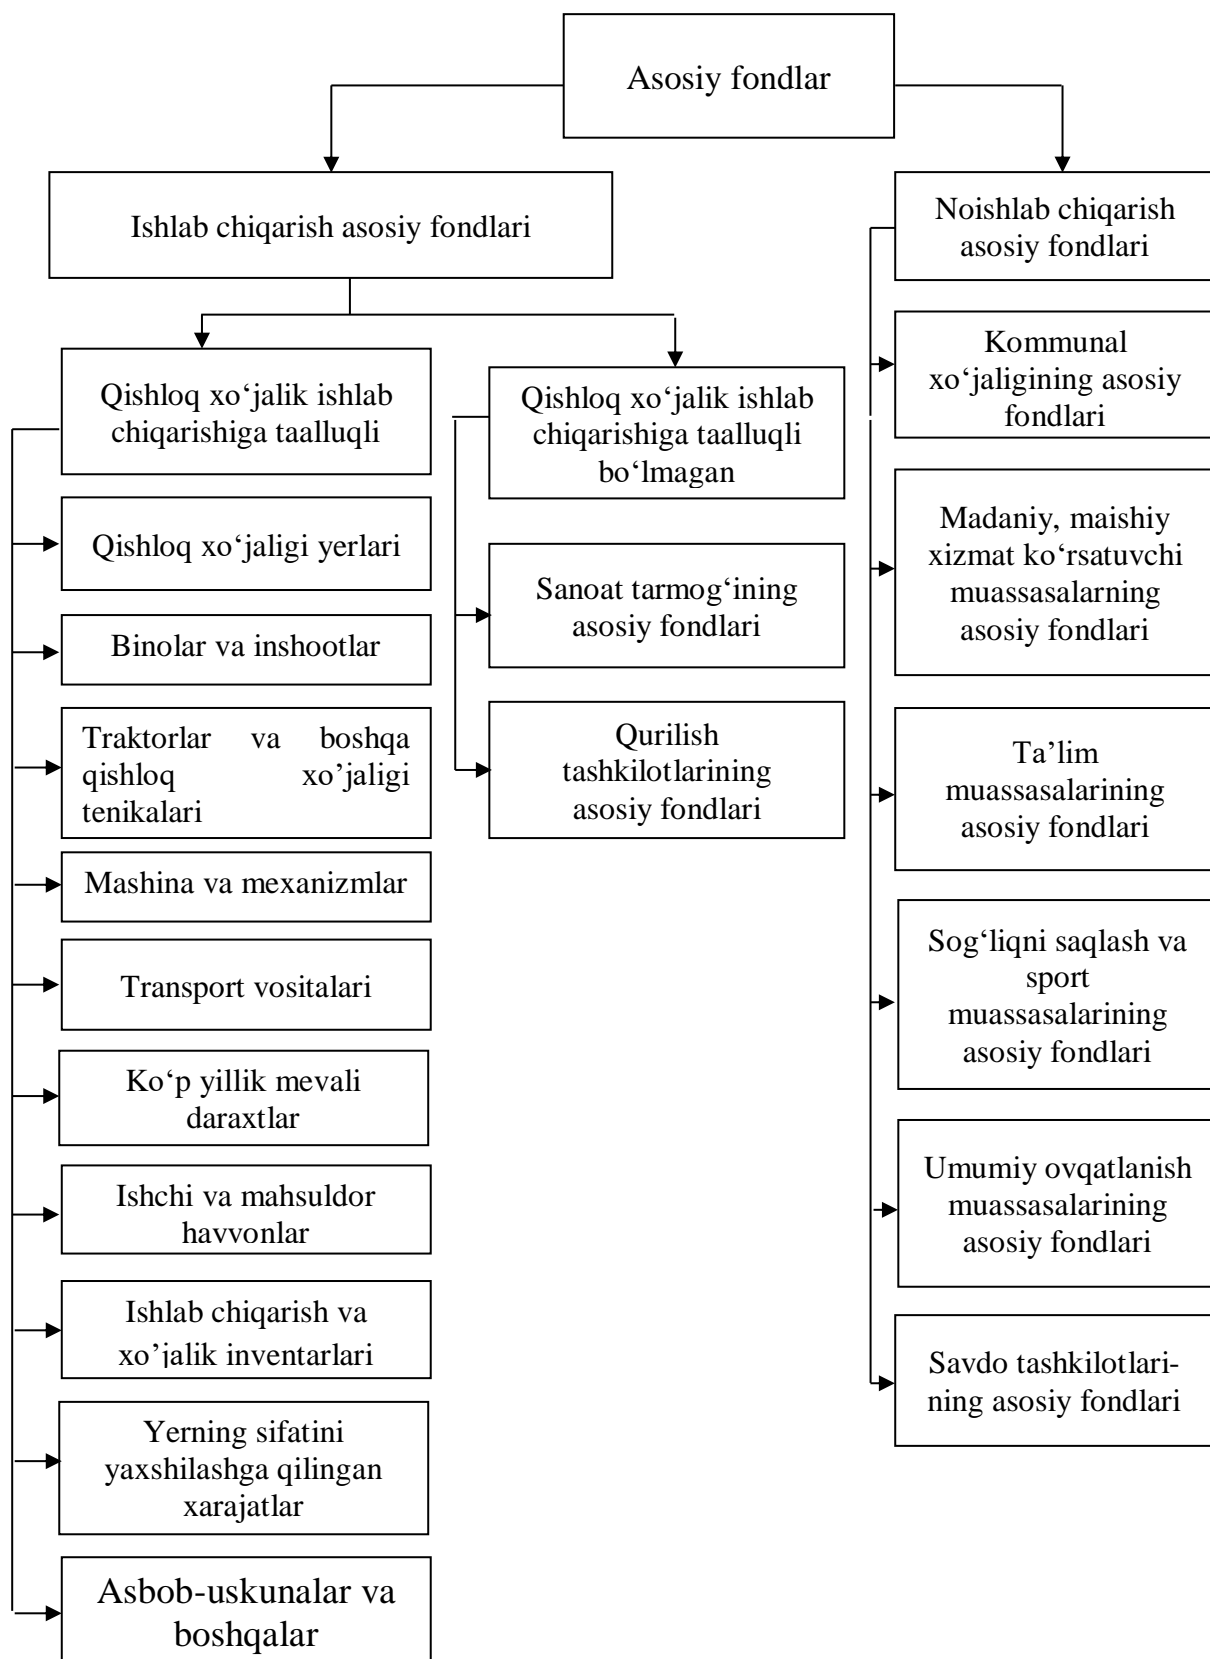 Asosiy fondlar
Ishlab chiqarish asosiy fondlari
Noishlab chiqarish
asosiy fondlari
Qishloq xo‘jalik ishlab
chiqarishiga taalluqli
Qishloq xo‘jaligi yerlari
Binolar va inshootlar
Traktorlar va boshqa
qishloq xo’jaligi
tenikalari
Mashina va mexanizmlar
Transport vositalari
Ko‘p yillik mevali
daraxtlar
Ishchi va mahsuldor
havvonlar
Ishlab chiqarish va
xo’jalik inventarlari
Yerning sifatini
yaxshilashga qilingan
xarajatlar
Asbob-uskunalar va
boshqalar
Qishloq xo‘jalik ishlab
chiqarishiga taalluqli
bo‘lmagan
Sanoat tarmog‘ining
asosiy fondlari
Qurilish
tashkilotlarining
asosiy fondlari
Kommunal
xo‘jaligining asosiy
fondlari
Madaniy, maishiy
xizmat ko‘rsatuvchi
muassasalarning
asosiy fondlari
Ta’lim
muassasalarining
asosiy fondlari
Sog‘liqni saqlash va
sport
muassasalarining
asosiy fondlari
Umumiy ovqatlanish
muassasalarining
asosiy fondlari
Savdo tashkilotlari-
ning asosiy fondlari